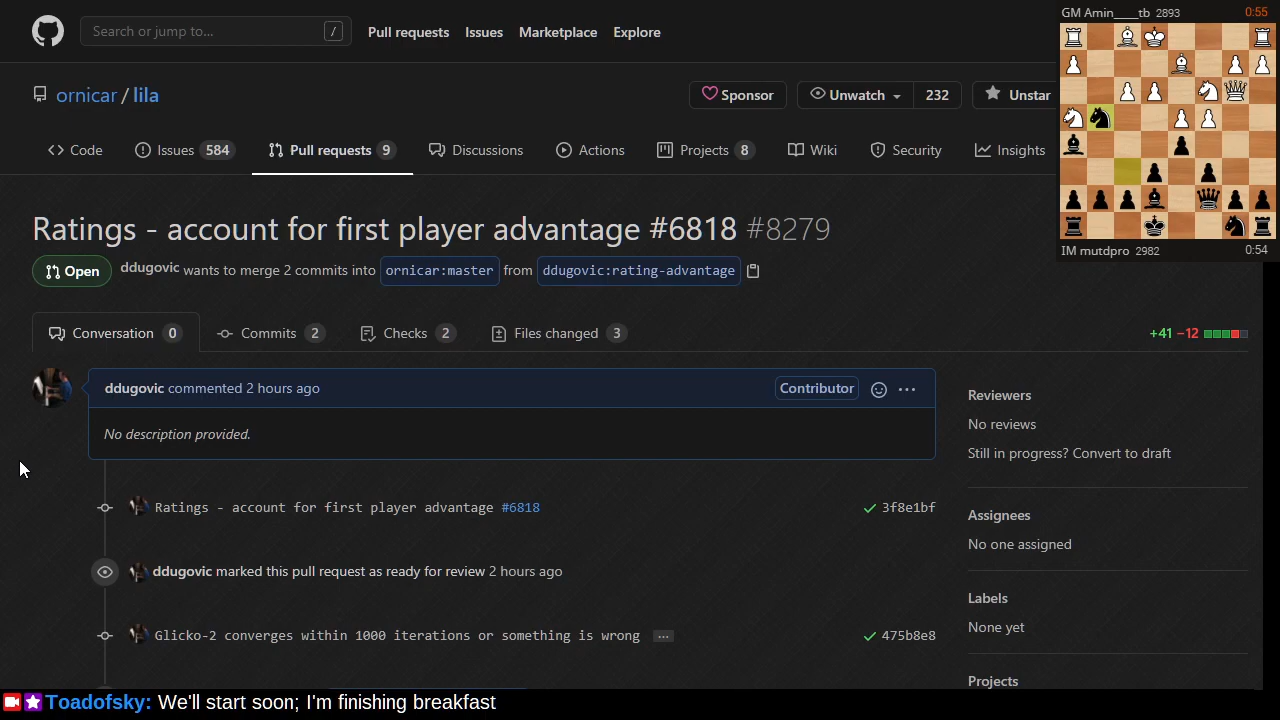 Search or jump to... /
Pull requests Issues Marketplace Explore
GM Amin____tb 2893 0:55
ornicar / lila
Sponsor Unwatch 232 Unstar
Code Issues 584 Pull requests 9 Discussions Actions Projects 8 Wiki Security Insights
Ratings - account for first player advantage #6818 #8279
IM mutdpro 2982 0:54
Open ddugovic wants to merge 2 commits into ornicar:master from ddugovic:rating-advantage
Conversation 0 Commits 2 Checks 2 Files changed 3 +41 −12
ddugovic commented 2 hours ago Contributor ...
No description provided.
Reviewers
No reviews
Still in progress? Convert to draft
Ratings - account for first player advantage #6818 3f8e1bf
Assignees
No one assigned
ddugovic marked this pull request as ready for review 2 hours ago
Labels
None yet
Glicko-2 converges within 1000 iterations or something is wrong ... 475b8e8
Projects
Toadofsky: We'll start soon; I'm finishing breakfast